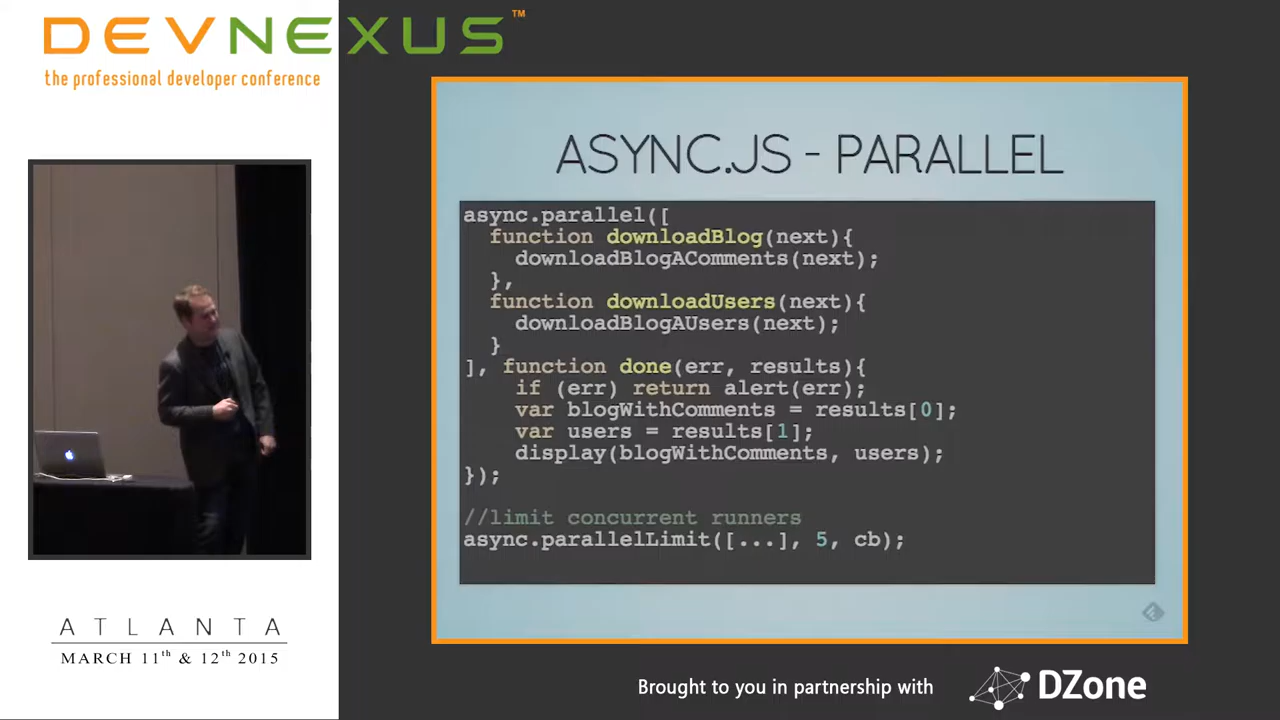 DEVNEXUS™
the professional developer conference
ASYNC.JS - PARALLEL
async.parallel([
  function downloadBlog(next){
    downloadBlogAComments(next);
  },
  function downloadUsers(next){
    downloadBlogAUsers(next);
  }
], function done(err, results){
    if (err) return alert(err);
    var blogWithComments = results[0];
    var users = results[1];
    display(blogWithComments, users);
});

//limit concurrent runners
async.parallelLimit([...], 5, cb);
ATLANTA
MARCH 11th & 12th 2015
Brought to you in partnership with DZone